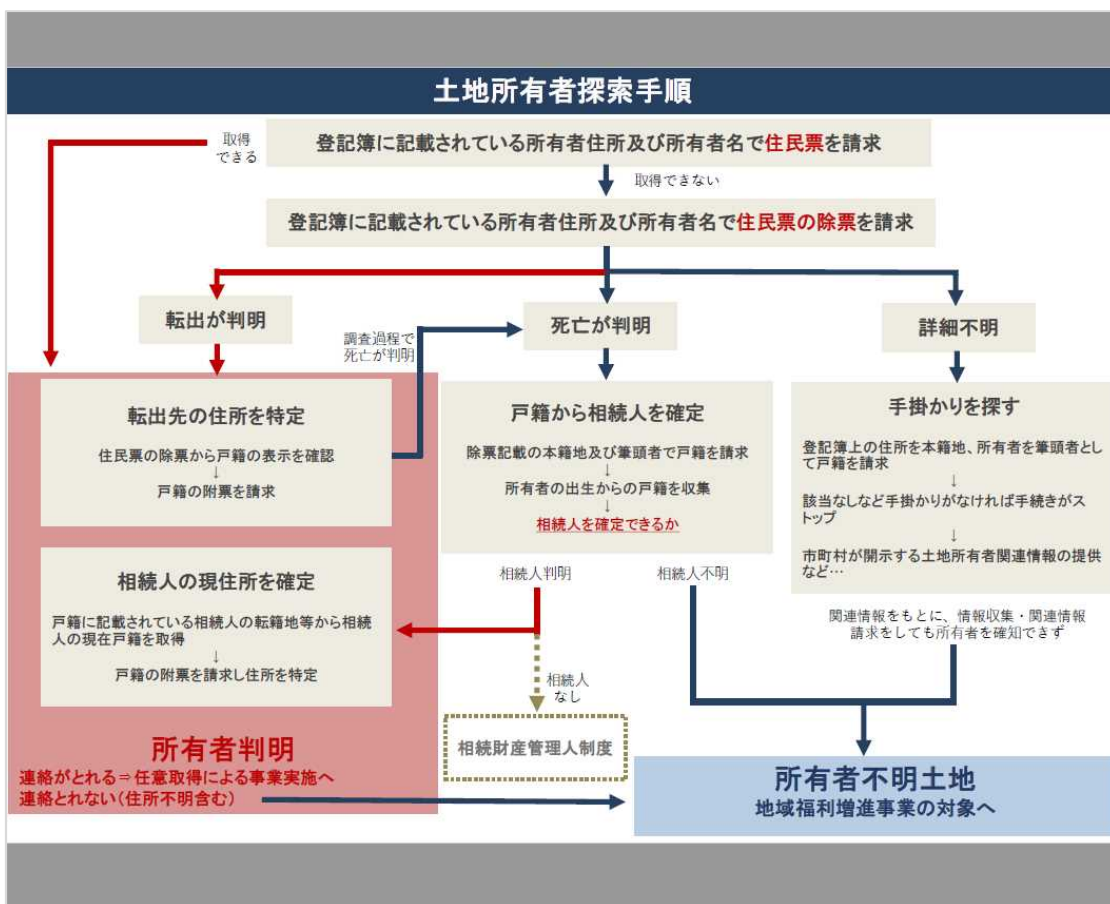 土地所有者探索手順
取得
できる
登記簿に記載されている所有者住所及び所有者名で住民票を請求
取得できない
登記簿に記載されている所有者住所及び所有者名で住民票の除票を請求
転出が判明
調査過程で
死亡が判明
死亡が判明
詳細不明
転出先の住所を特定
住民票の除票から戸籍の表示を確認
↓
戸籍の附票を請求
戸籍から相続人を確定
除票記載の本籍地及び筆頭者で戸籍を請求
↓
所有者の出生からの戸籍を収集
↓
相続人を確定できるか
手掛かりを探す
登記簿上の住所を本籍地、所有者を筆頭者とし
て戸籍を請求
↓
該当なしなど手掛かりがなければ手続きがス
トップ
↓
市町村が開示する土地所有者関連情報の提供
など…
相続人の現住所を確定
戸籍に記載されている相続人の転籍地等から相続
人の現在戸籍を取得
↓
戸籍の附票を請求し住所を特定
相続人判明
相続人不明
関連情報をもとに、情報収集・関連情報
請求をしても所有者を確知できず
相続人
なし
相続財産管理人制度
所有者判明
連絡がとれる⇒任意取得による事業実施へ
連絡とれない(住所不明含む)
所有者不明土地
地域福利増進事業の対象へ